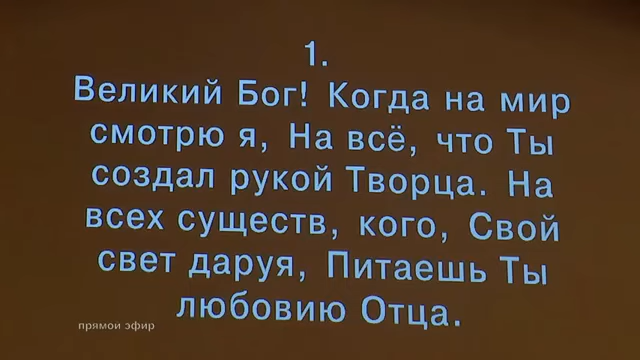 1.
Великий Бог! Когда на мир
смотрю я, На всё, что Ты
создал рукой Творца. На
всех существ, кого, Свой
свет даруя, Питаешь Ты
любовию Отца.
прямой эфир